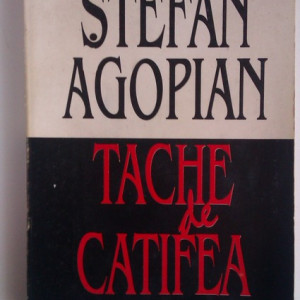 ŞTEFAN
AGOPIAN
TACHE
de
CATIFEA